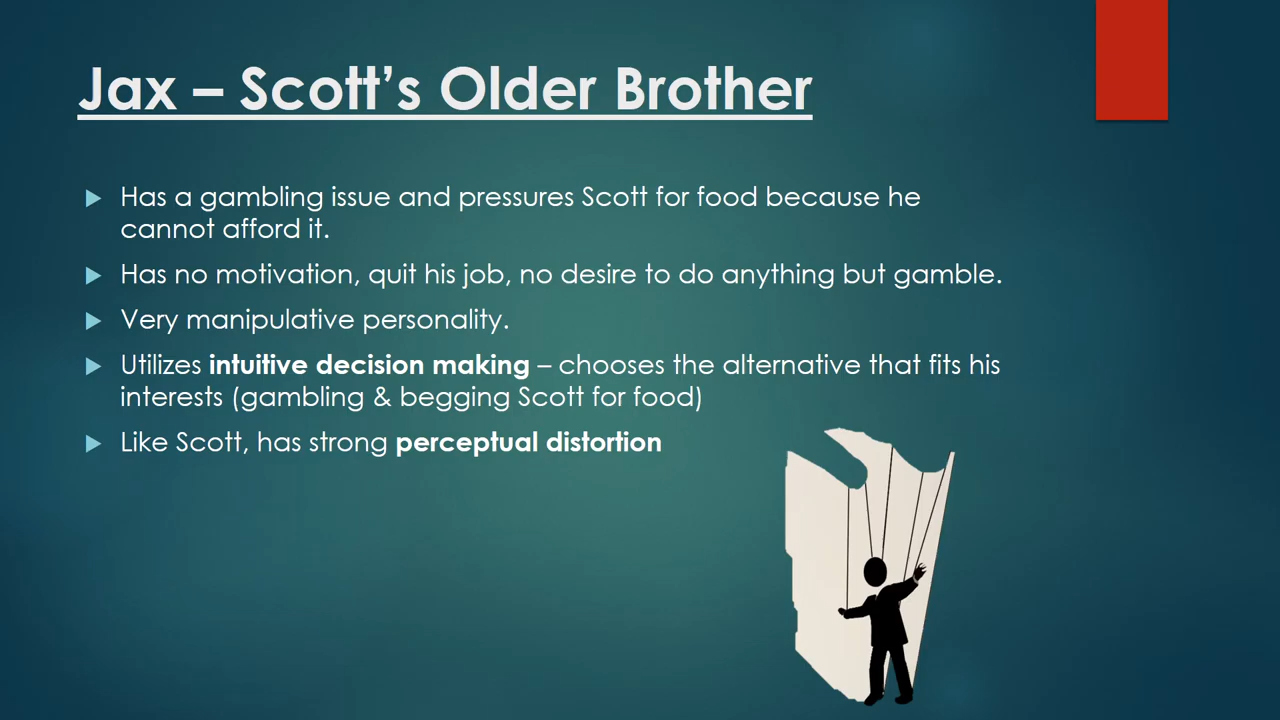 Jax – Scott’s Older Brother
Has a gambling issue and pressures Scott for food because he
cannot afford it.
Has no motivation, quit his job, no desire to do anything but gamble.
Very manipulative personality.
Utilizes intuitive decision making – chooses the alternative that fits his
interests (gambling & begging Scott for food)
Like Scott, has strong perceptual distortion